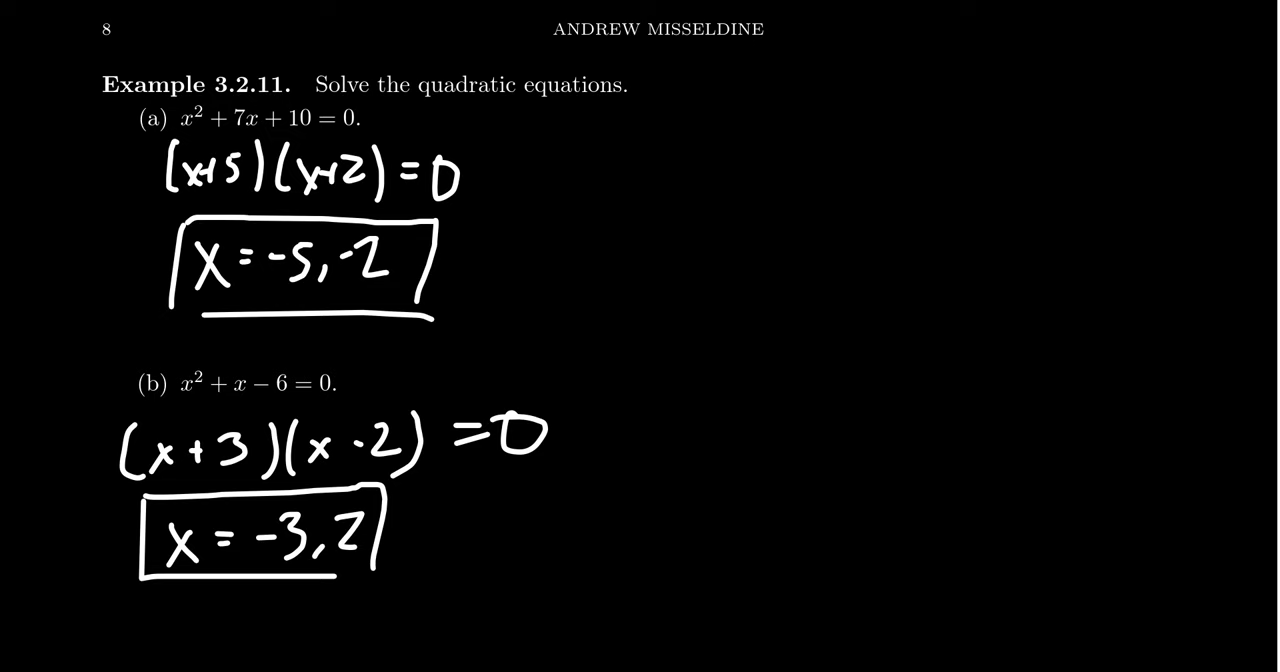 8 ANDREW MISSELDINE
Example 3.2.11. Solve the quadratic equations.
(a) x² + 7x + 10 = 0.
(x+5)(x+2) = 0
x = -5, -2
(b) x² + x − 6 = 0.
(x + 3)(x - 2) = 0
x = -3, 2